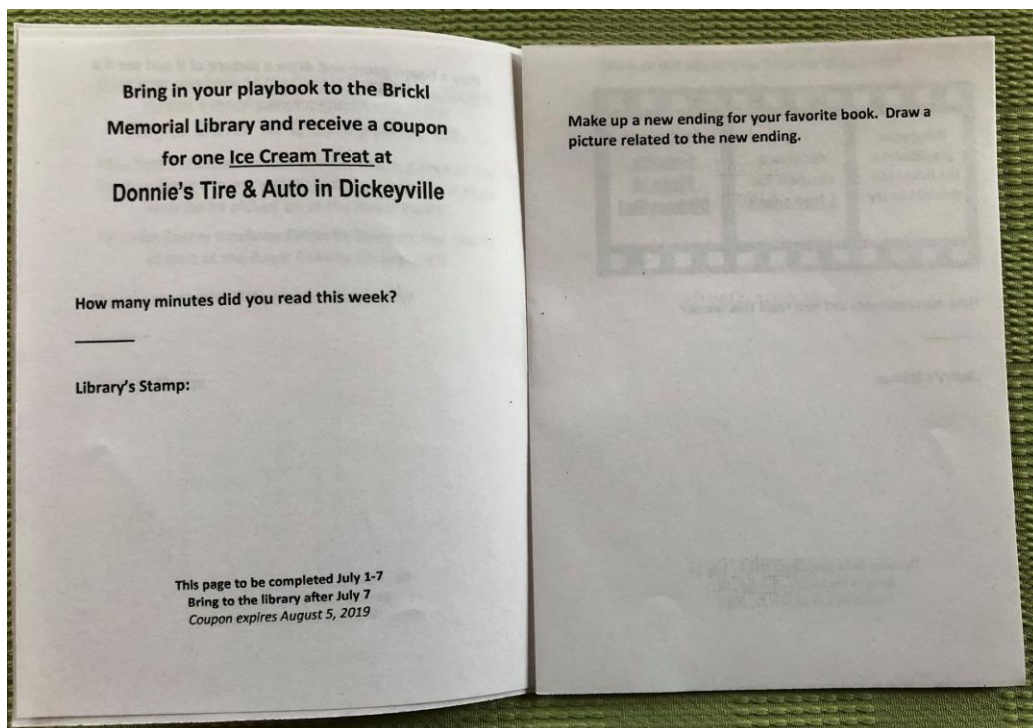 Bring in your playbook to the Brickl
Memorial Library and receive a coupon
for one Ice Cream Treat at
Donnie's Tire & Auto in Dickeyville
How many minutes did you read this week?
Library's Stamp:
This page to be completed July 1-7
Bring to the library after July 7
Coupon expires August 5, 2019
Make up a new ending for your favorite book. Draw a
picture related to the new ending.